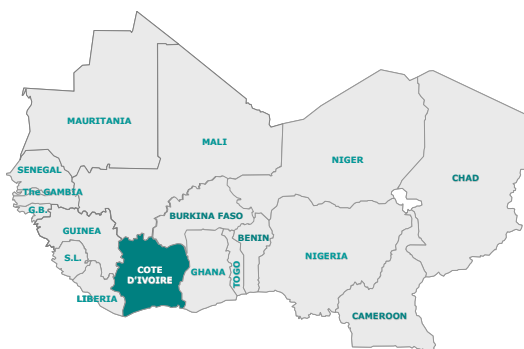 MAURITANIA
MALI
NIGER
CHAD
SENEGAL
The GAMBIA
G.B.
GUINEA
BURKINA FASO
BENIN
S.L.
COTE
D'IVOIRE
GHANA
TOGO
NIGERIA
LIBERIA
CAMEROON